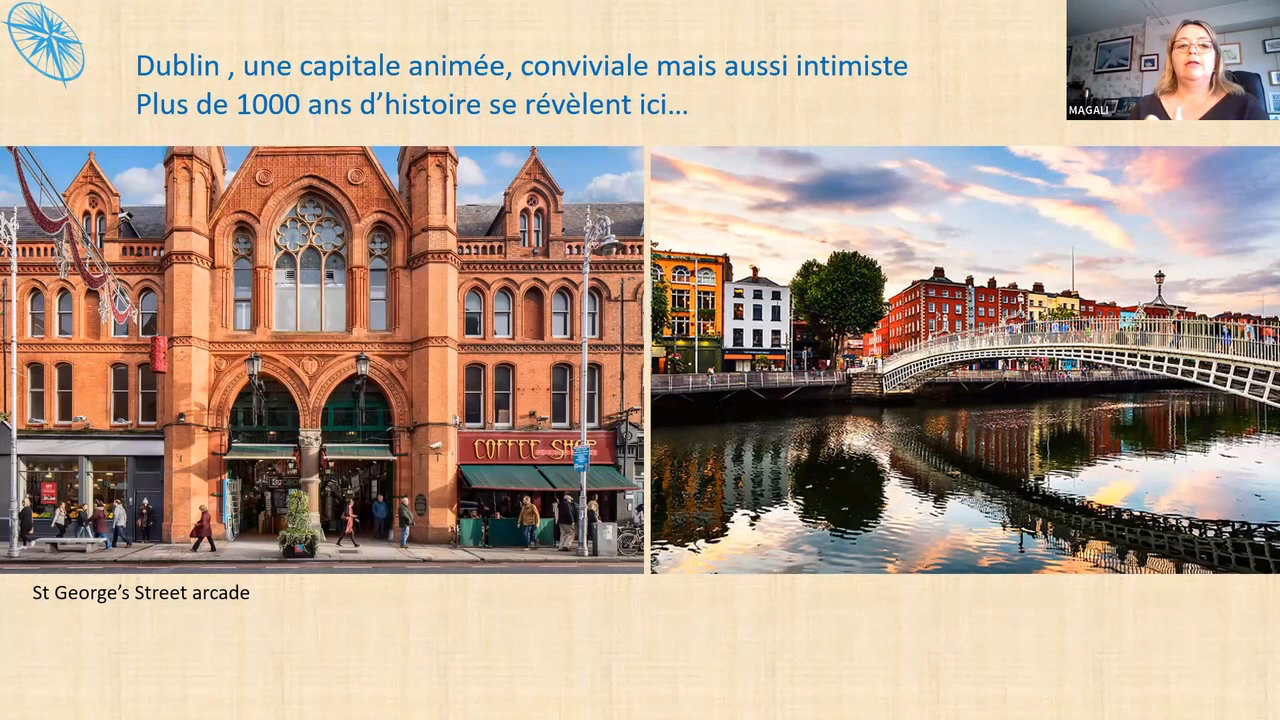 Dublin , une capitale animée, conviviale mais aussi intimiste
Plus de 1000 ans d’histoire se révèlent ici…
MAGALI
COFFEE SHOP
St George’s Street arcade